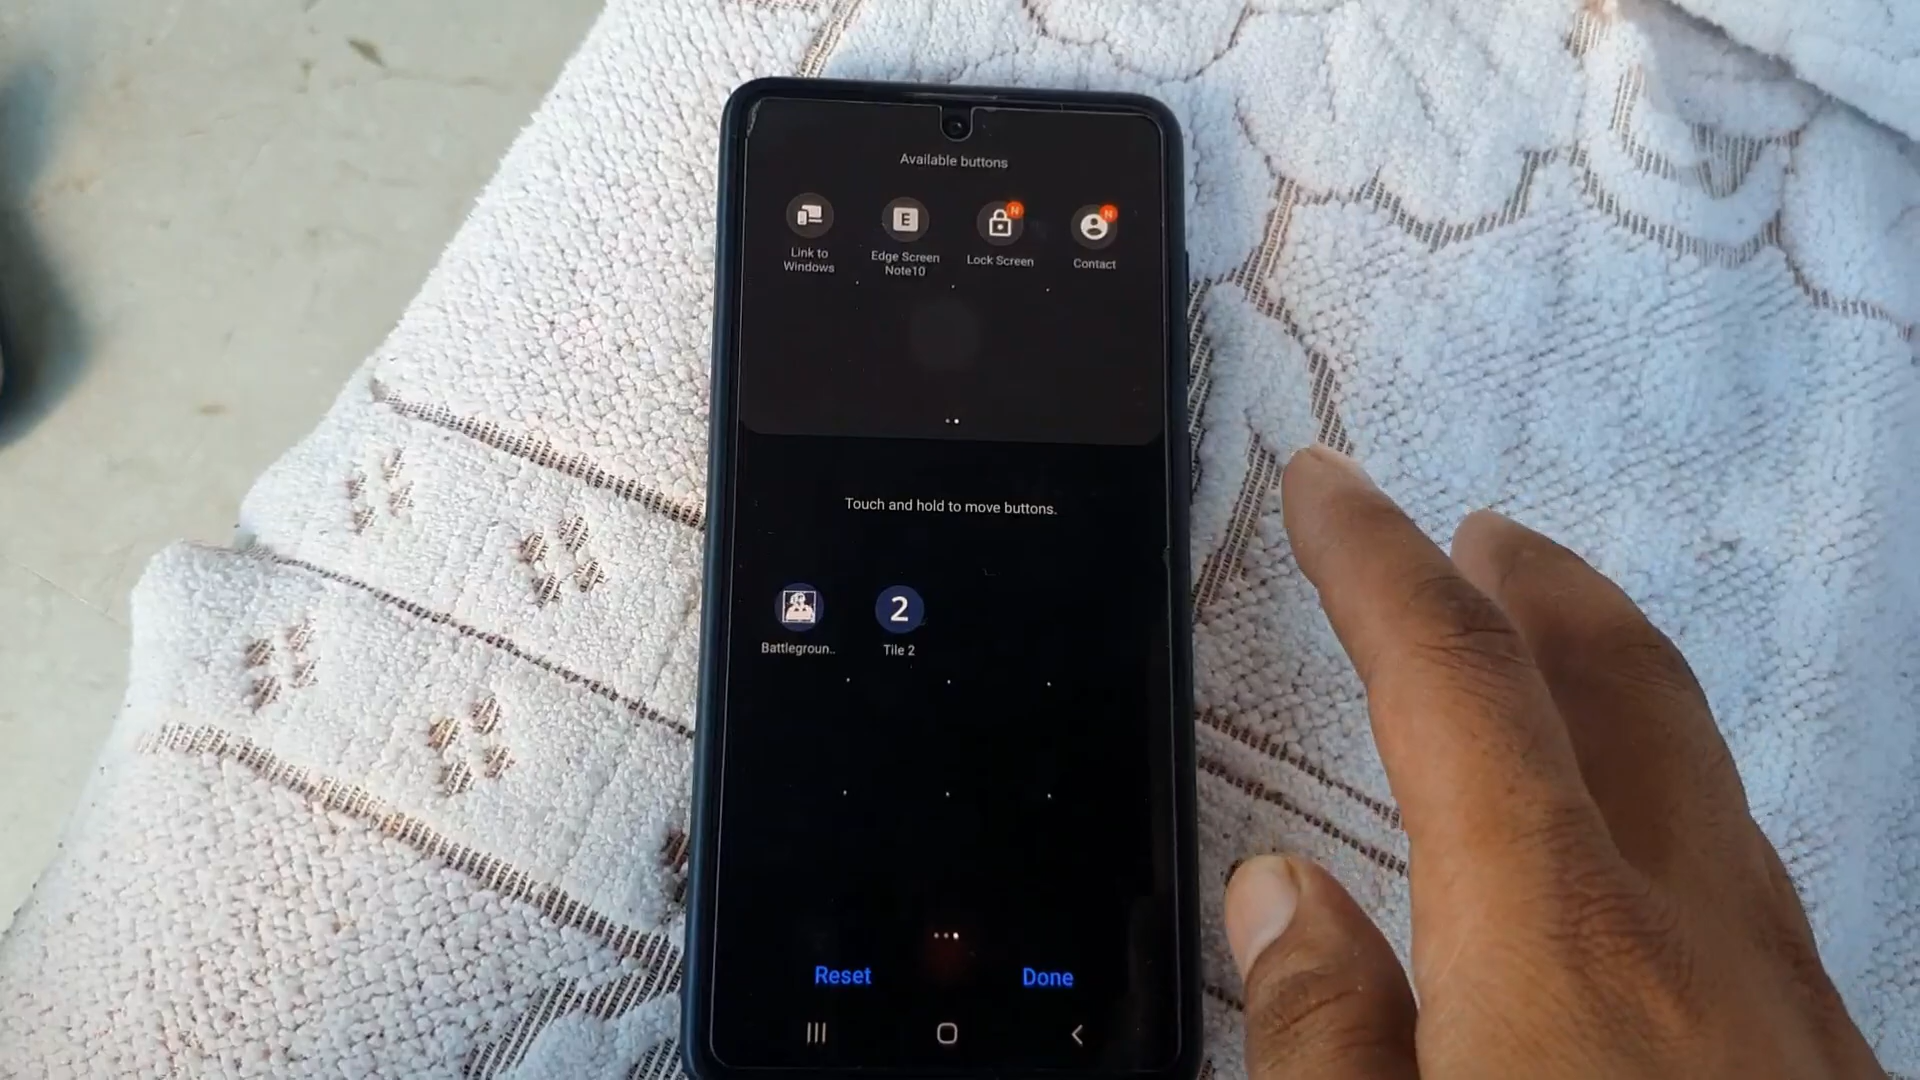 Available buttons
Link to
Windows
E
Edge Screen
Note10
N
Lock Screen
N
Contact
Touch and hold to move buttons.
Battlegroun..
2
Tile 2
Reset
Done